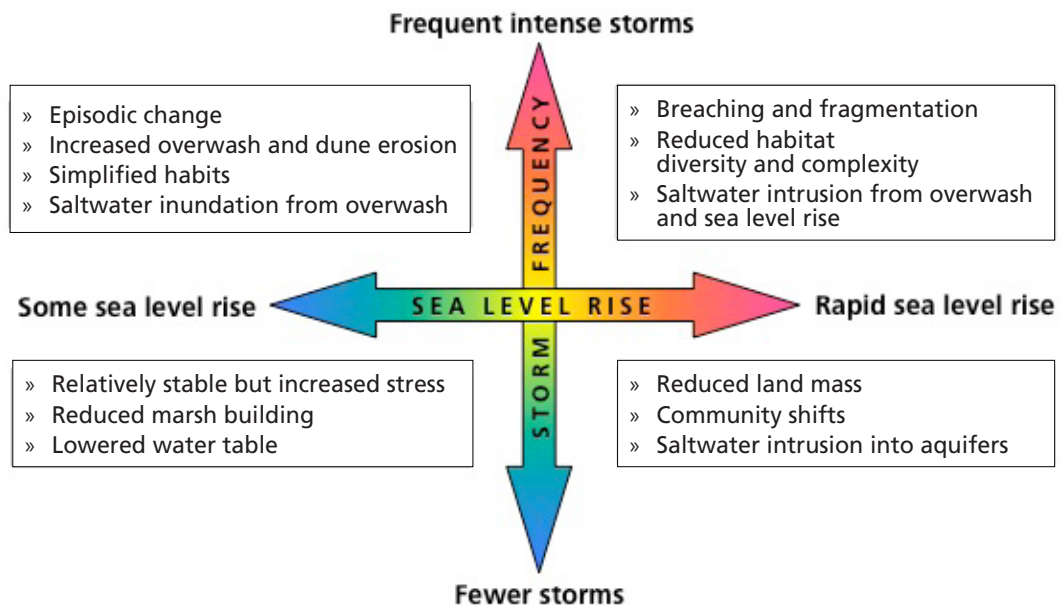 Frequent intense storms
» Episodic change
» Increased overwash and dune erosion
» Simplified habits
» Saltwater inundation from overwash
» Breaching and fragmentation
» Reduced habitat
diversity and complexity
» Saltwater intrusion from overwash
and sea level rise
STORM FREQUENCY
Some sea level rise
SEA LEVEL RISE
Rapid sea level rise
» Relatively stable but increased stress
» Reduced marsh building
» Lowered water table
» Reduced land mass
» Community shifts
» Saltwater intrusion into aquifers
Fewer storms